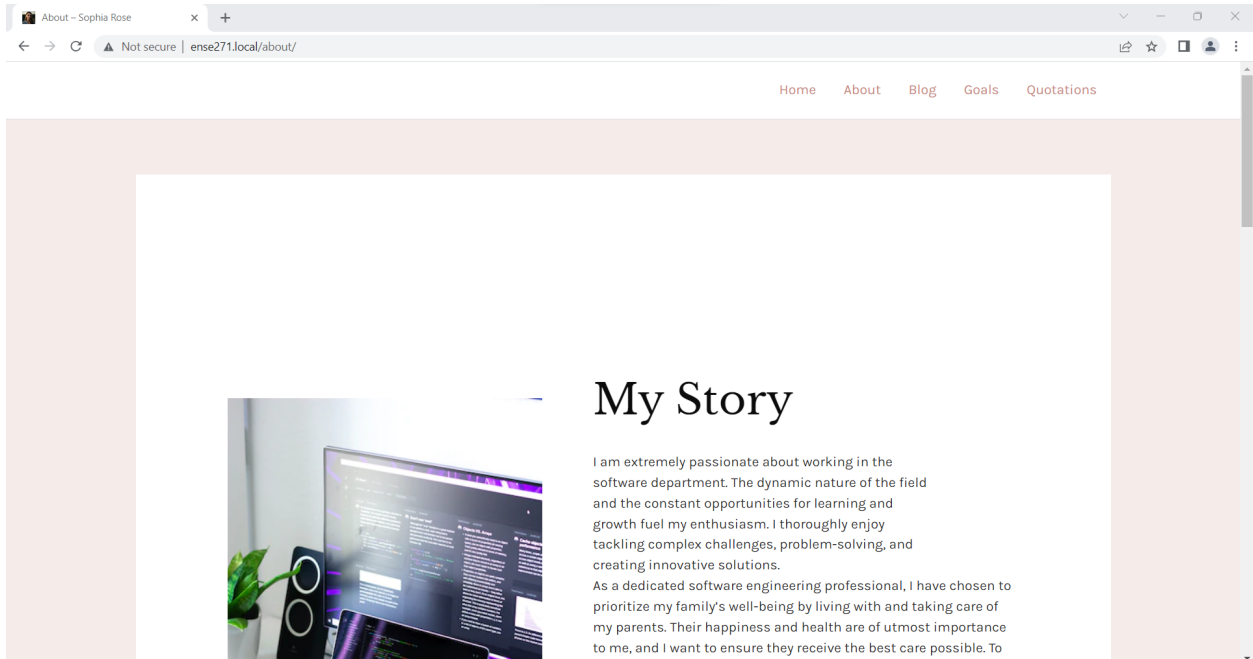 About – Sophia Rose
Not secure | ense271.local/about/
Home About Blog Goals Quotations
My Story
I am extremely passionate about working in the
software department. The dynamic nature of the field
and the constant opportunities for learning and
growth fuel my enthusiasm. I thoroughly enjoy
tackling complex challenges, problem-solving, and
creating innovative solutions.
As a dedicated software engineering professional, I have chosen to
prioritize my family’s well-being by living with and taking care of
my parents. Their happiness and health are of utmost importance
to me, and I want to ensure they receive the best care possible. To